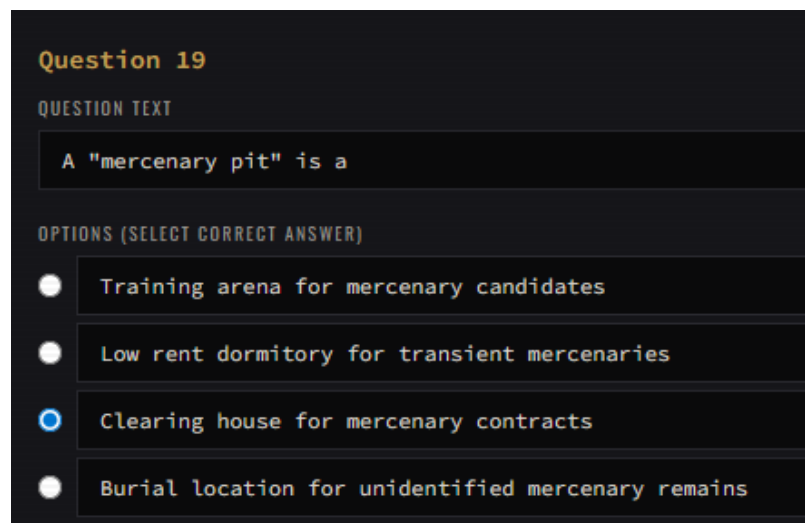 Question 19
QUESTION TEXT
A "mercenary pit" is a
OPTIONS (SELECT CORRECT ANSWER)
Training arena for mercenary candidates
Low rent dormitory for transient mercenaries
Clearing house for mercenary contracts
Burial location for unidentified mercenary remains